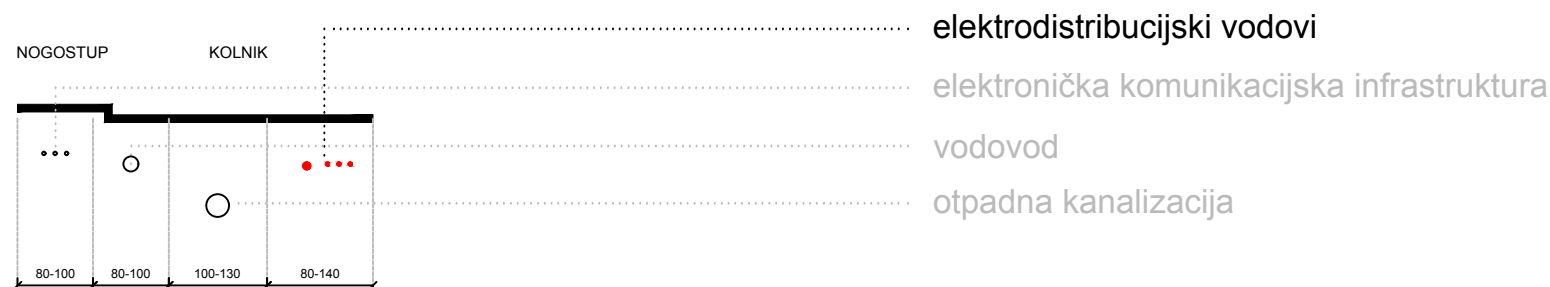 elektrodistribucijski vodovi
NOGOSTUP KOLNIK
elektronička komunikacijska infrastruktura
vodovod
otpadna kanalizacija
80-100 80-100 100-130 80-140